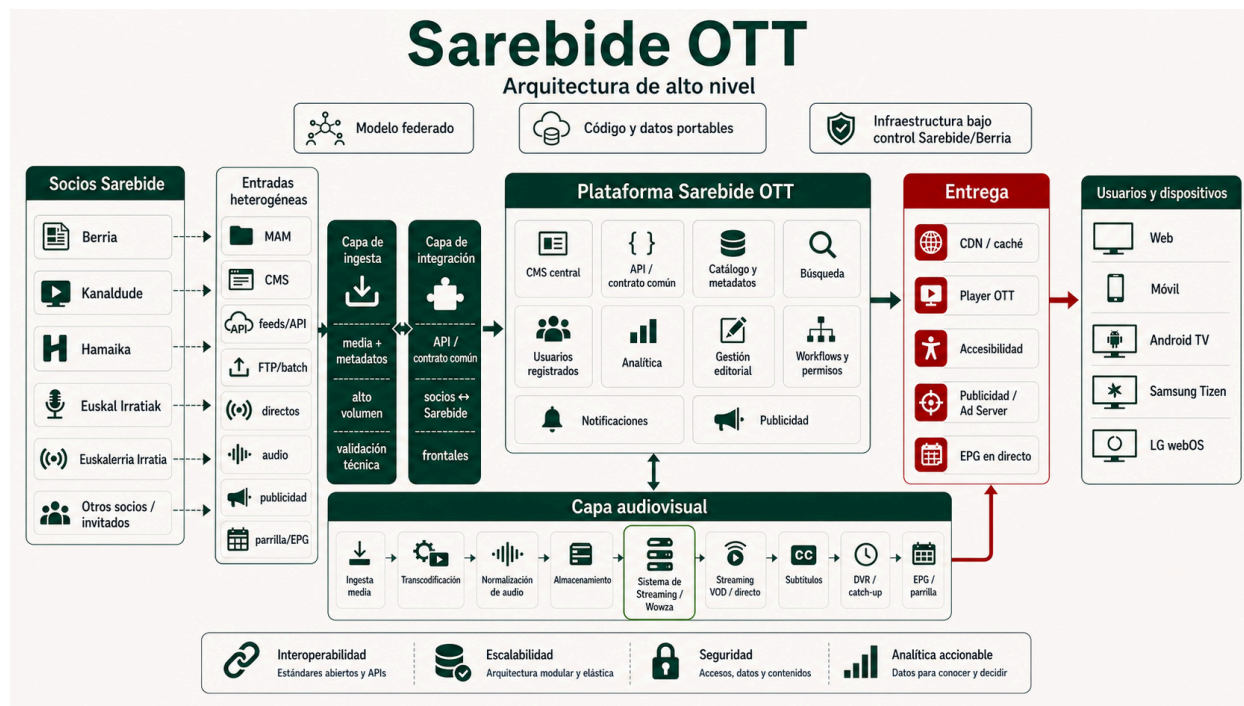 Sarebide OTT
Arquitectura de alto nivel
Modelo federado
Código y datos portables
Infraestructura bajo
control Sarebide/Berria
Socios Sarebide
Berria
Kanaldude
Hamaika
Euskal Irratiak
Euskalerria Irratia
Otros socios /
invitados
Entradas
heterogéneas
MAM
CMS
API
feeds/API
FTP/batch
directos
audio
publicidad
parrilla/EPG
Capa de
ingesta
media +
metadatos
alto
volumen
validación
técnica
Capa de
integración
API /
contrato común
socios ↔
Sarebide
frontales
Plataforma Sarebide OTT
CMS central
{ }
API /
contrato común
Catálogo y
metadatos
Búsqueda
Usuarios
registrados
Analítica
Gestión
editorial
Workflows y
permisos
Notificaciones
Publicidad
Entrega
CDN / caché
Player OTT
Accesibilidad
Publicidad /
Ad Server
EPG en directo
Usuarios y dispositivos
Web
Móvil
Android TV
Samsung Tizen
LG webOS
Capa audiovisual
Ingesta
media
Transcodificación
Normalización
de audio
Almacenamiento
Sistema de
Streaming /
Wowza
Streaming
VOD / directo
CC
Subtítulos
DVR /
catch-up
EPG /
parrilla
Interoperabilidad
Estándares abiertos y APIs
Escalabilidad
Arquitectura modular y elástica
Seguridad
Accesos, datos y contenidos
Analítica accionable
Datos para conocer y decidir